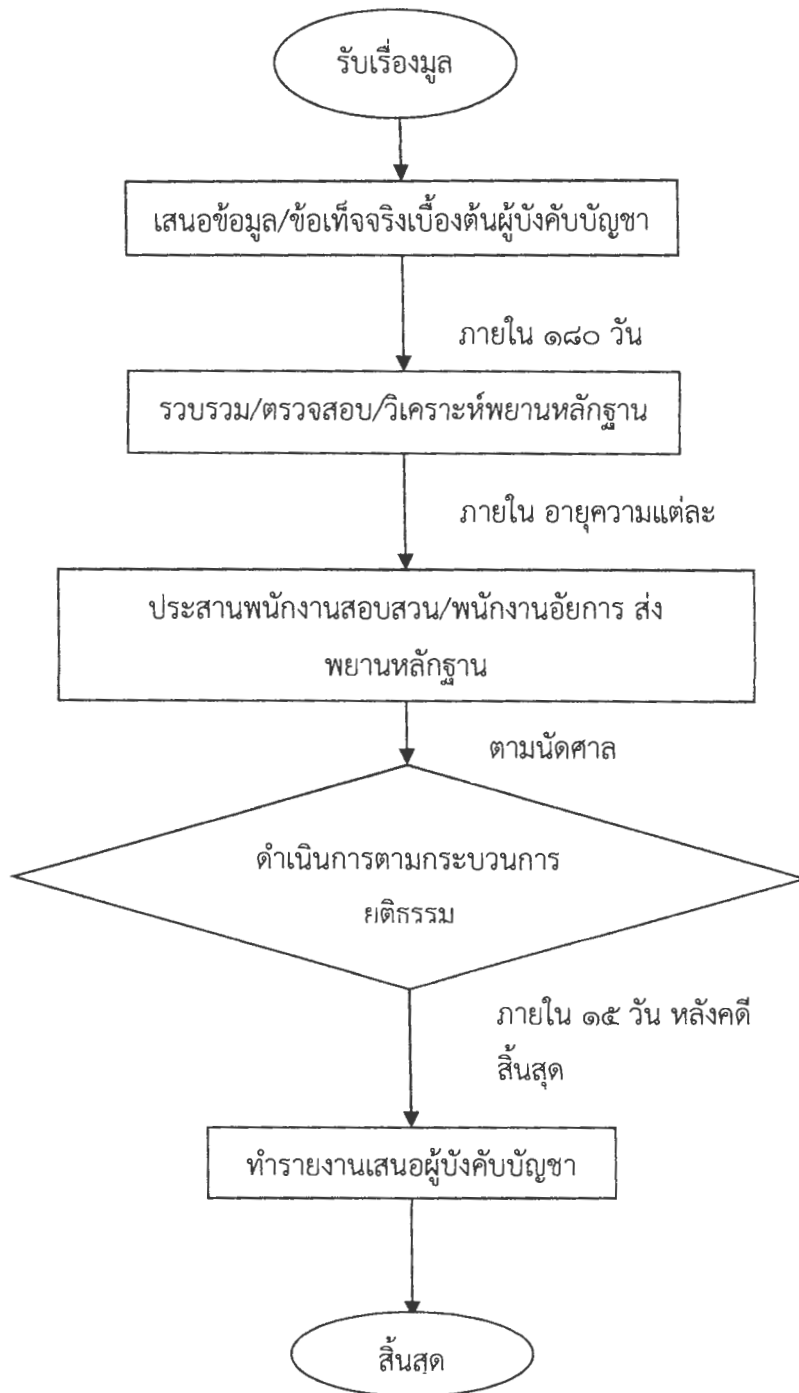 รับเรื่องมูล
เสนอข้อมูล/ข้อเท็จจริงเบื้องต้นผู้บังคับบัญชา
ภายใน ๑๘๐ วัน
รวบรวม/ตรวจสอบ/วิเคราะห์พยานหลักฐาน
ภายใน อายุความแต่ละ
ประสานพนักงานสอบสวน/พนักงานอัยการ ส่ง
พยานหลักฐาน
ตามนัดศาล
ดำเนินการตามกระบวนการ
ยุติธรรม
ภายใน ๑๕ วัน หลังคดี
สิ้นสุด
ทำรายงานเสนอผู้บังคับบัญชา
สิ้นสุด